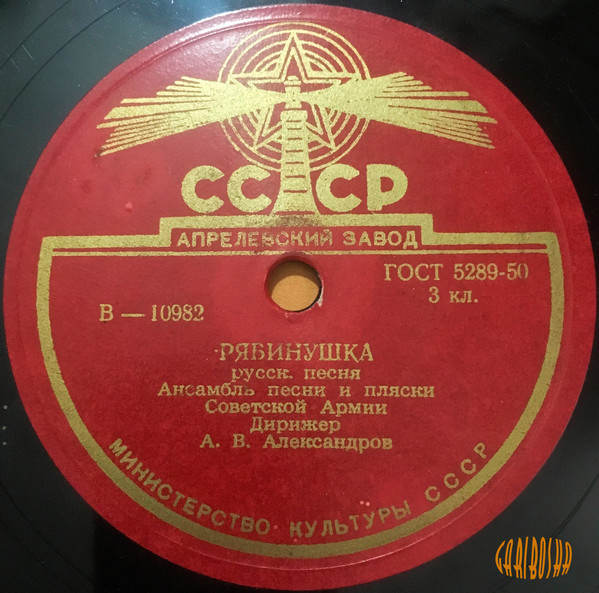 СССР
АПРЕЛЕВСКИЙ ЗАВОД
ГОСТ 5289-50
3 кл.
В — 10982
РЯБИНУШКА
русск. песня
Ансамбль песни и пляски
Советской Армии
Дирижер
А. В. Александров
МИНИСТЕРСТВО КУЛЬТУРЫ СССР
GARIBOSHA